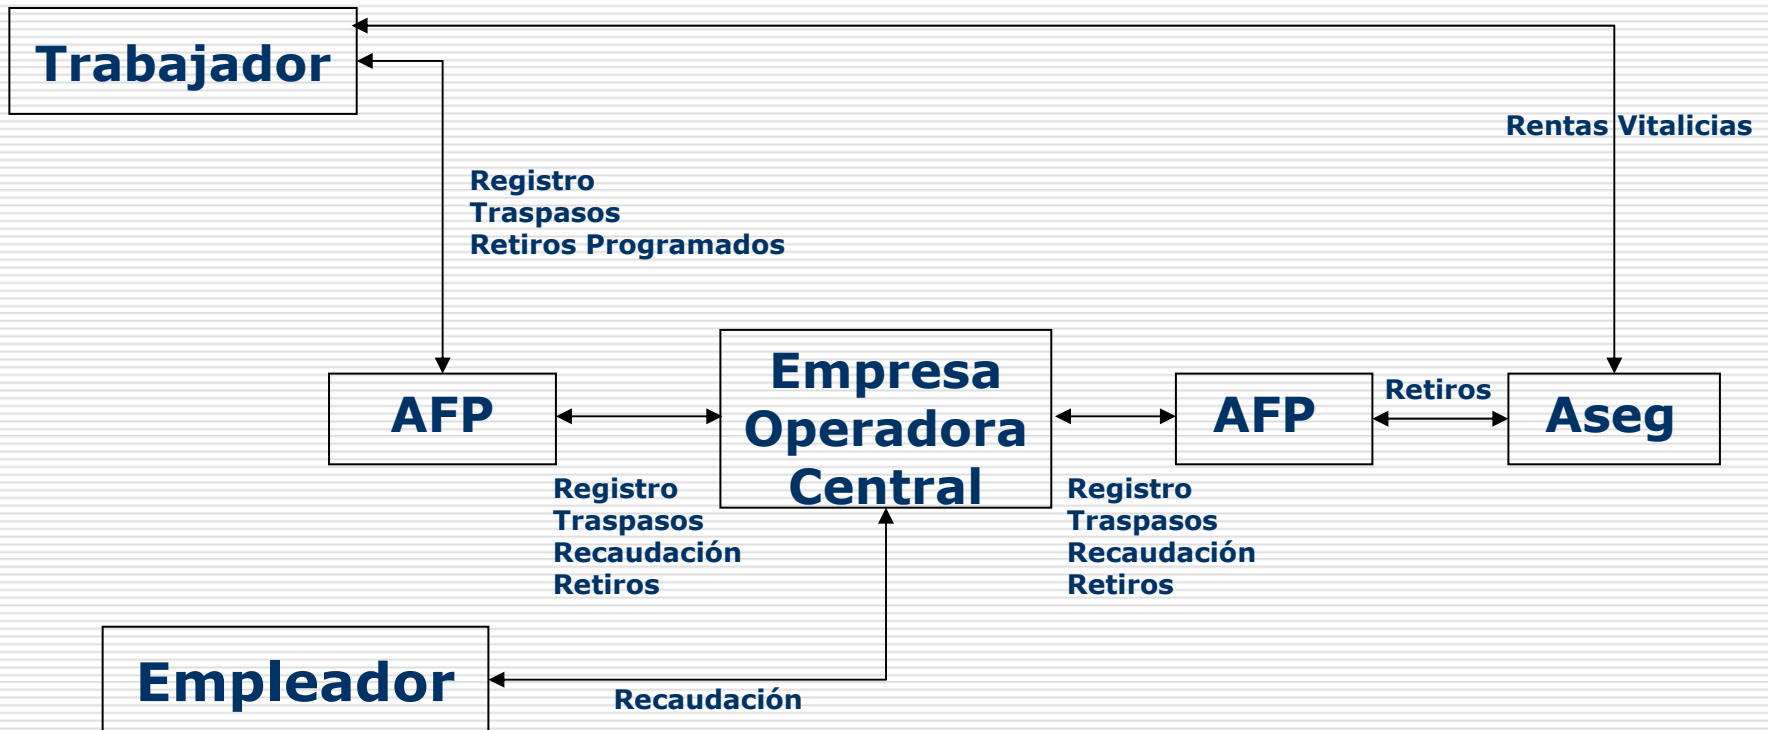 Trabajador
Rentas Vitalicias
Registro
Traspasos
Retiros Programados
AFP
Empresa
Operadora
Central
AFP
Retiros
Aseg
Registro
Traspasos
Recaudación
Retiros
Registro
Traspasos
Recaudación
Retiros
Empleador
Recaudación